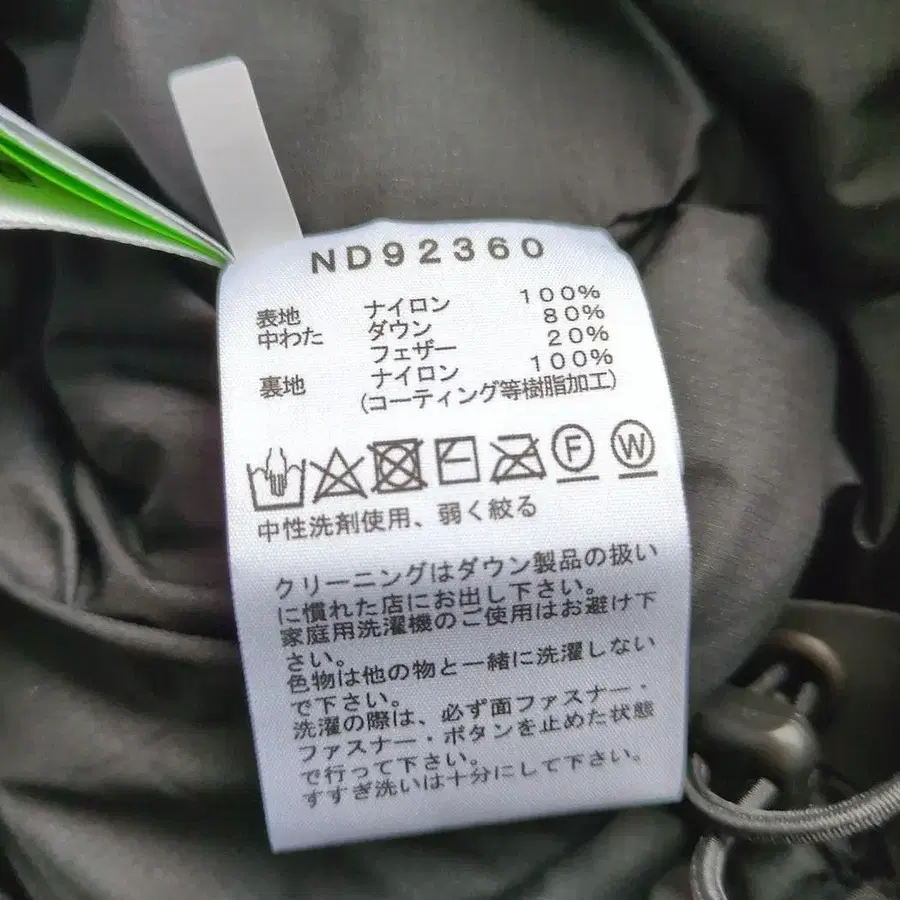 ND92360
表地 ナイロン 100%
中わた ダウン 80%
フェザー 20%
裏地 ナイロン 100%
(コーティング等樹脂加工)
F W
中性洗剤使用、弱く絞る
クリーニングはダウン製品の扱い
に慣れた店にお出し下さい。
家庭用洗濯機のご使用はお避け下
さい。
色物は他の物と一緒に洗濯しない
で下さい。
洗濯の際は、必ず面ファスナー・
ファスナー・ボタンを止めた状態
で行って下さい。
すすぎ洗いは十分にして下さい。